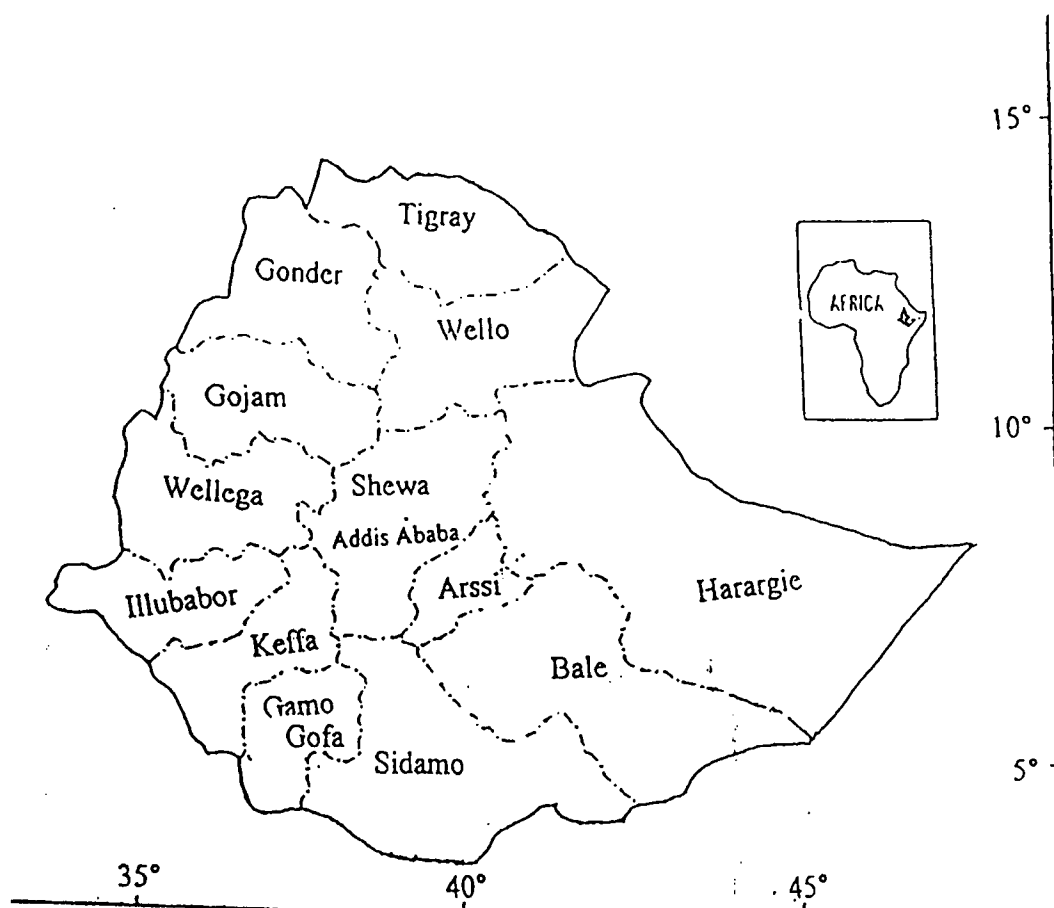 15°
Tigray
Gonder
AFRICA
Wello
Gojam
10°
Wellega
Shewa
Addis Ababa
Illubabor
Arssi
Harargie
Keffa
Bale
Gamo
Gofa
Sidamo
5°
35°
40°
45°